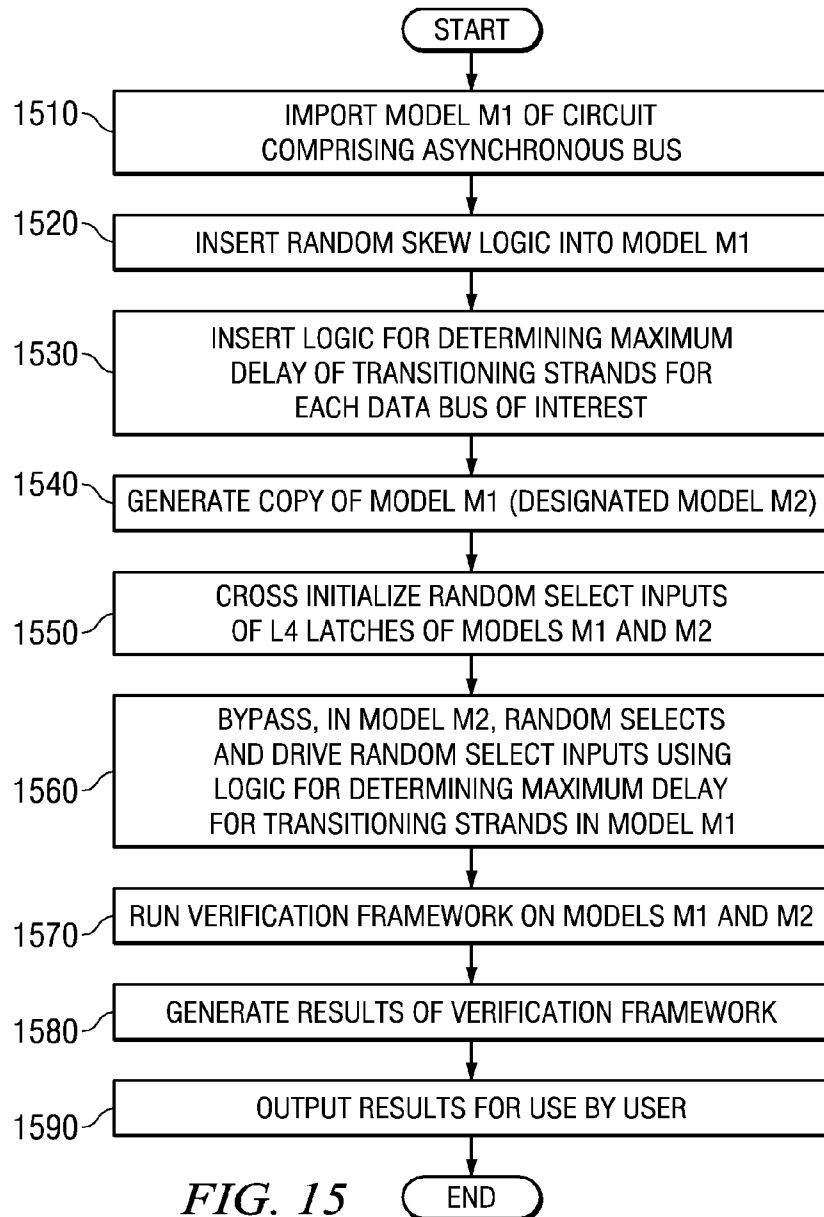 START
1510
IMPORT MODEL M1 OF CIRCUIT
COMPRISING ASYNCHRONOUS BUS
1520
INSERT RANDOM SKEW LOGIC INTO MODEL M1
1530
INSERT LOGIC FOR DETERMINING MAXIMUM
DELAY OF TRANSITIONING STRANDS FOR
EACH DATA BUS OF INTEREST
1540
GENERATE COPY OF MODEL M1 (DESIGNATED MODEL M2)
1550
CROSS INITIALIZE RANDOM SELECT INPUTS
OF L4 LATCHES OF MODELS M1 AND M2
1560
BYPASS, IN MODEL M2, RANDOM SELECTS
AND DRIVE RANDOM SELECT INPUTS USING
LOGIC FOR DETERMINING MAXIMUM DELAY
FOR TRANSITIONING STRANDS IN MODEL M1
1570
RUN VERIFICATION FRAMEWORK ON MODELS M1 AND M2
1580
GENERATE RESULTS OF VERIFICATION FRAMEWORK
1590
OUTPUT RESULTS FOR USE BY USER
FIG. 15
END